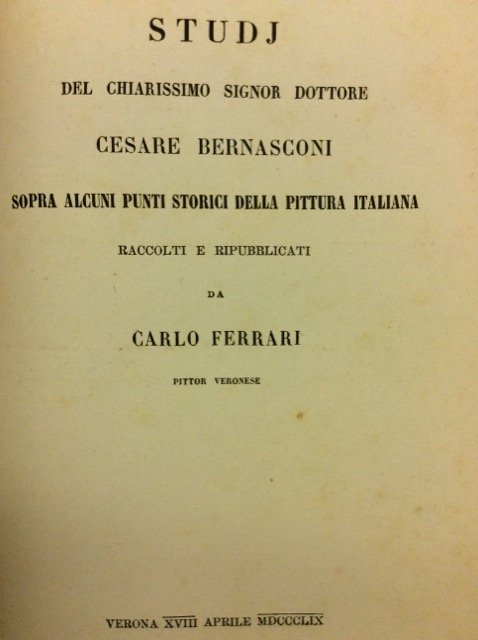 STUDJ
DEL CHIARISSIMO SIGNOR DOTTORE
CESARE BERNASCONI
SOPRA ALCUNI PUNTI STORICI DELLA PITTURA ITALIANA
RACCOLTI E RIPUBBLICATI
DA
CARLO FERRARI
PITTOR VERONESE
VERONA XVIII APRILE MDCCCLIX